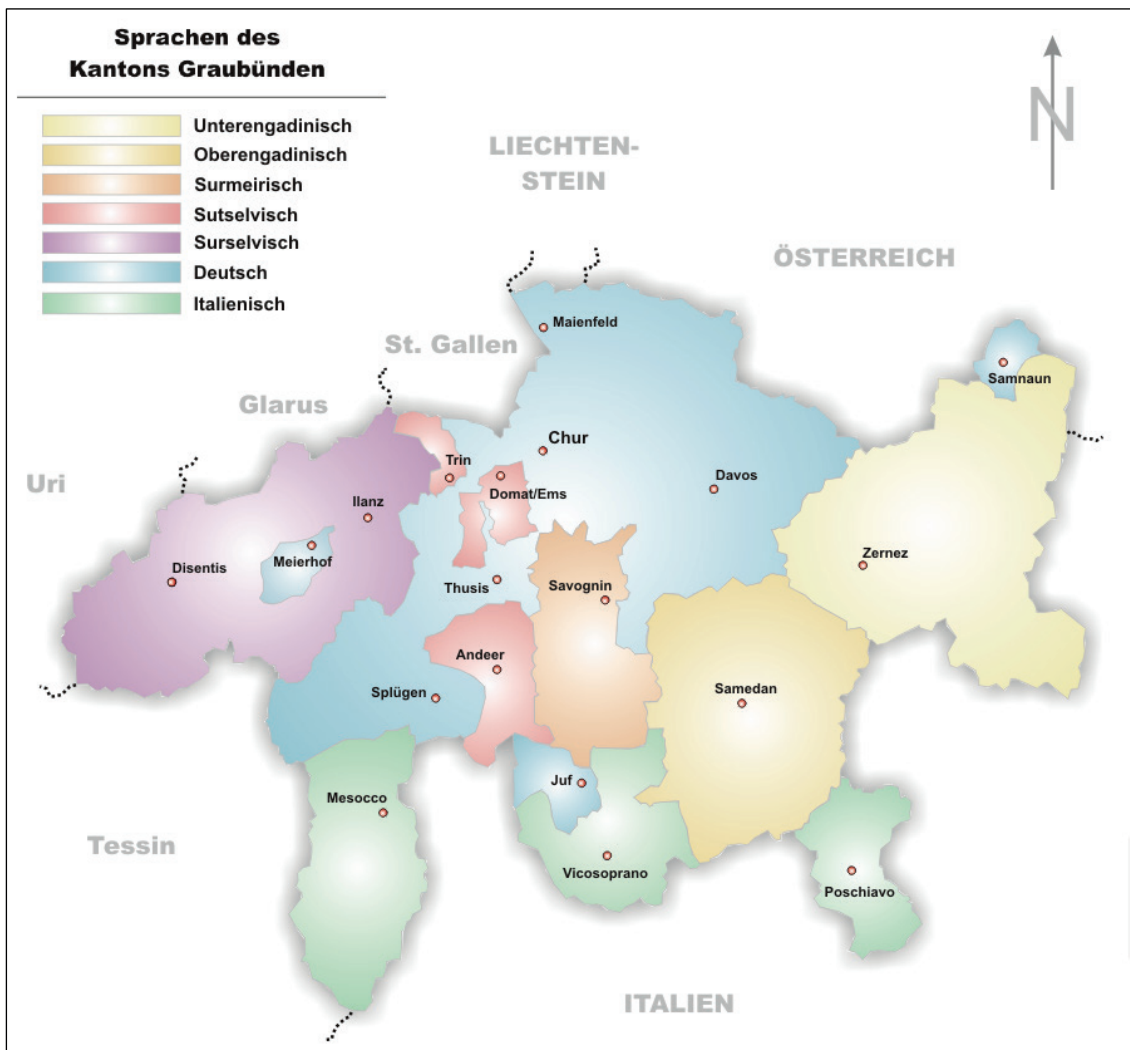 Sprachen des
Kantons Graubünden
Unterengadinisch
Oberengadinisch
Surmeirisch
Sutselvisch
Surselvisch
Deutsch
Italienisch
N
LIECHTEN-
STEIN
ÖSTERREICH
Maienfeld
St. Gallen
Samnaun
Glarus
Chur
Trin
Uri
Davos
Domat/Ems
Ilanz
Zernez
Meierhof
Disentis
Thusis
Savognin
Andeer
Splügen
Samedan
Juf
Mesocco
Tessin
Vicosoprano
Poschiavo
ITALIEN